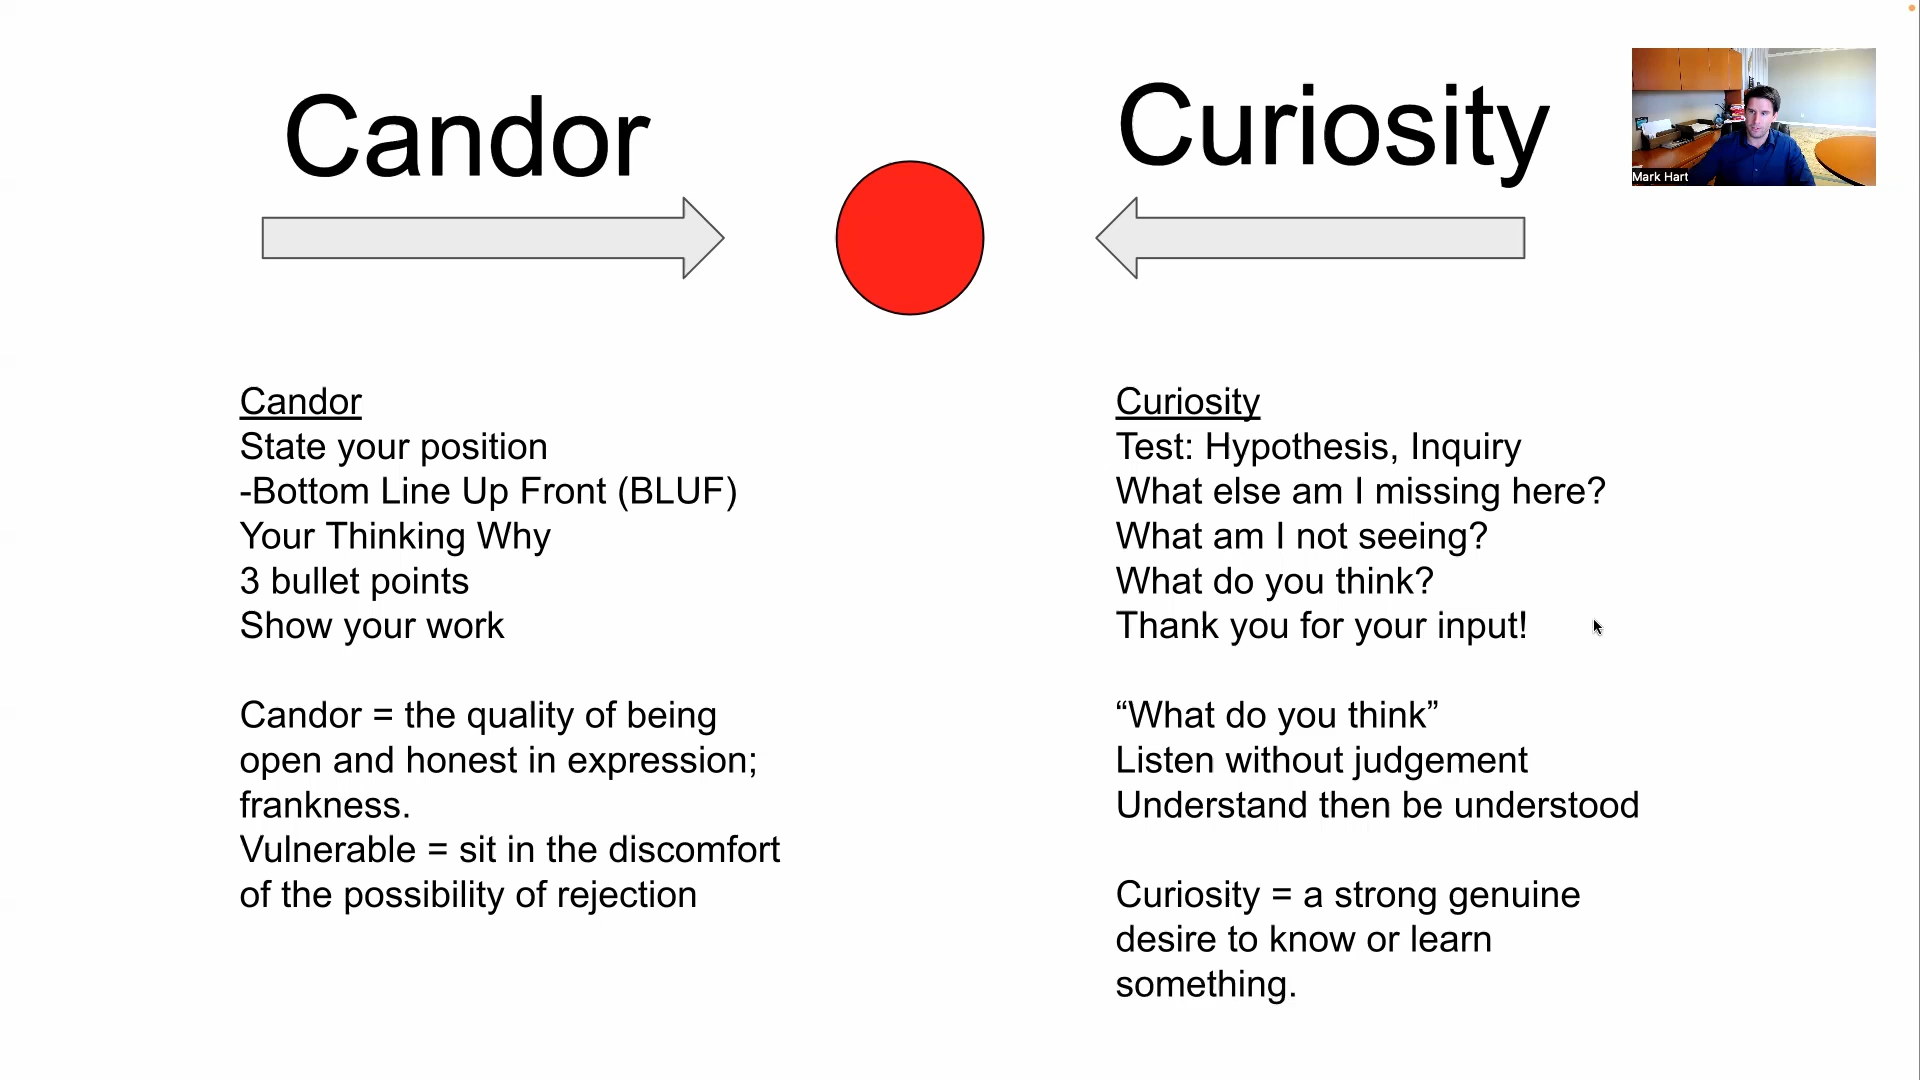 Candor
Curiosity
Mark Hart
Candor
State your position
-Bottom Line Up Front (BLUF)
Your Thinking Why
3 bullet points
Show your work
Candor = the quality of being
open and honest in expression;
frankness.
Vulnerable = sit in the discomfort
of the possibility of rejection
Curiosity
Test: Hypothesis, Inquiry
What else am I missing here?
What am I not seeing?
What do you think?
Thank you for your input!
“What do you think”
Listen without judgement
Understand then be understood
Curiosity = a strong genuine
desire to know or learn
something.